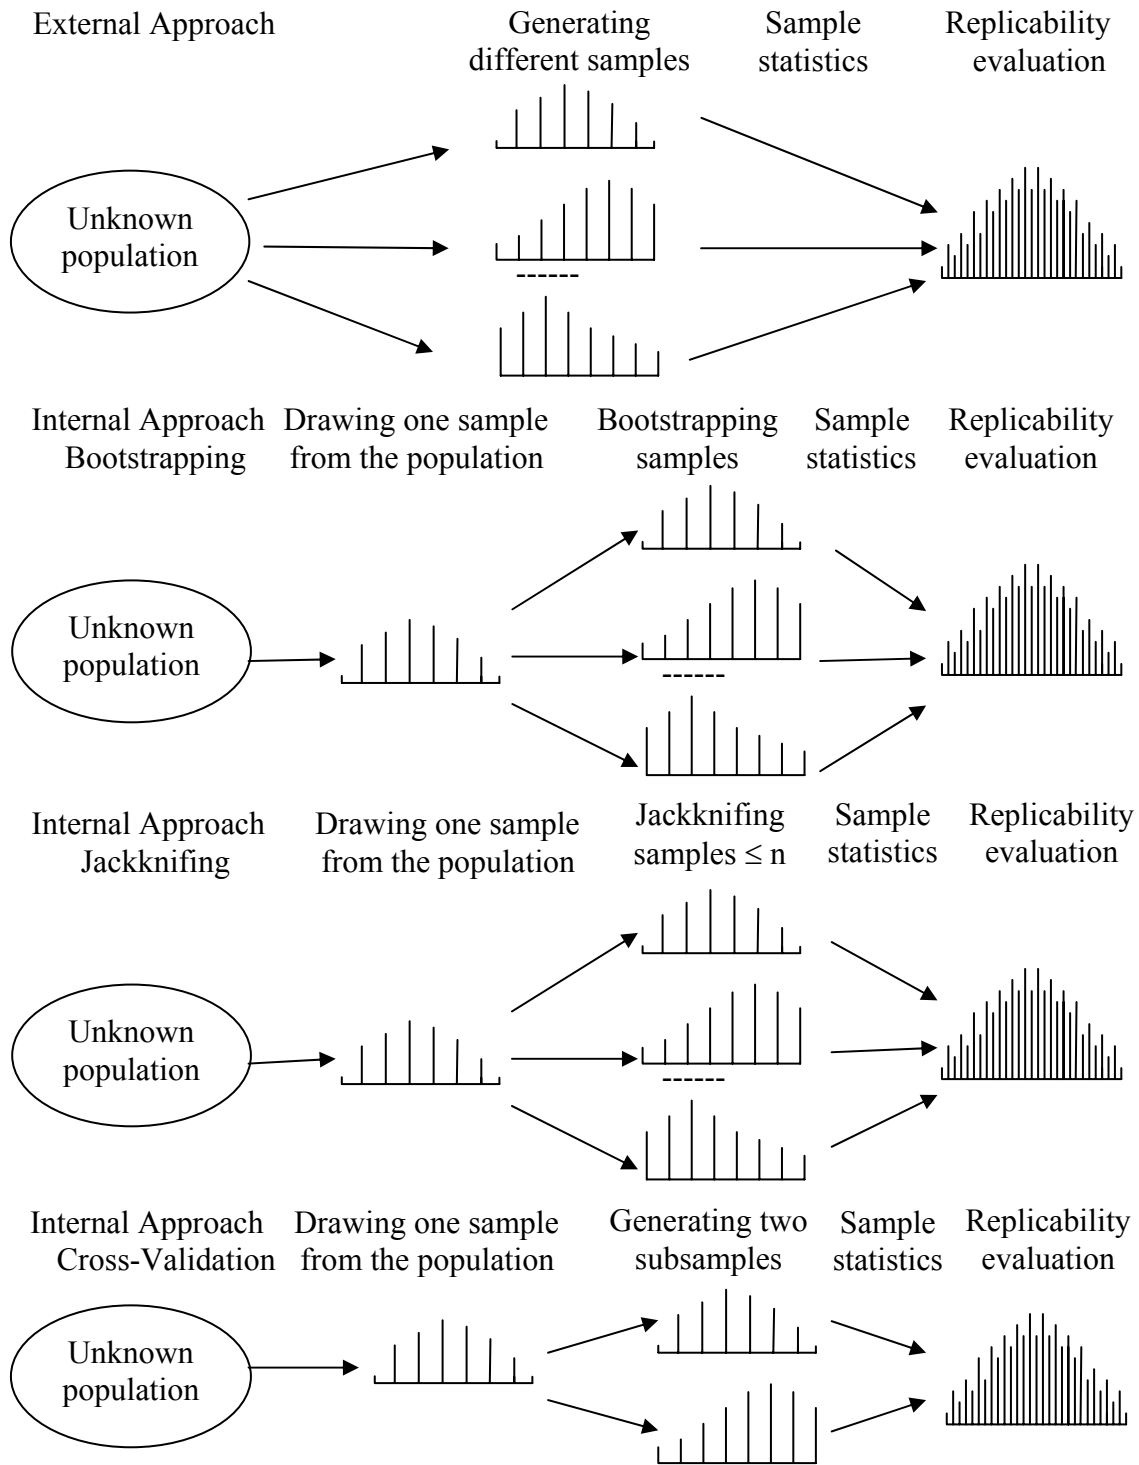 External Approach
Generating
different samples
Sample
statistics
Replicability
evaluation
Unknown
population
Internal Approach
Bootstrapping
Drawing one sample
from the population
Bootstrapping
samples
Sample
statistics
Replicability
evaluation
Unknown
population
Internal Approach
Jackknifing
Drawing one sample
from the population
Jackknifing
samples ≤ n
Sample
statistics
Replicability
evaluation
Unknown
population
Internal Approach
Cross-Validation
Drawing one sample
from the population
Generating two
subsamples
Sample
statistics
Replicability
evaluation
Unknown
population